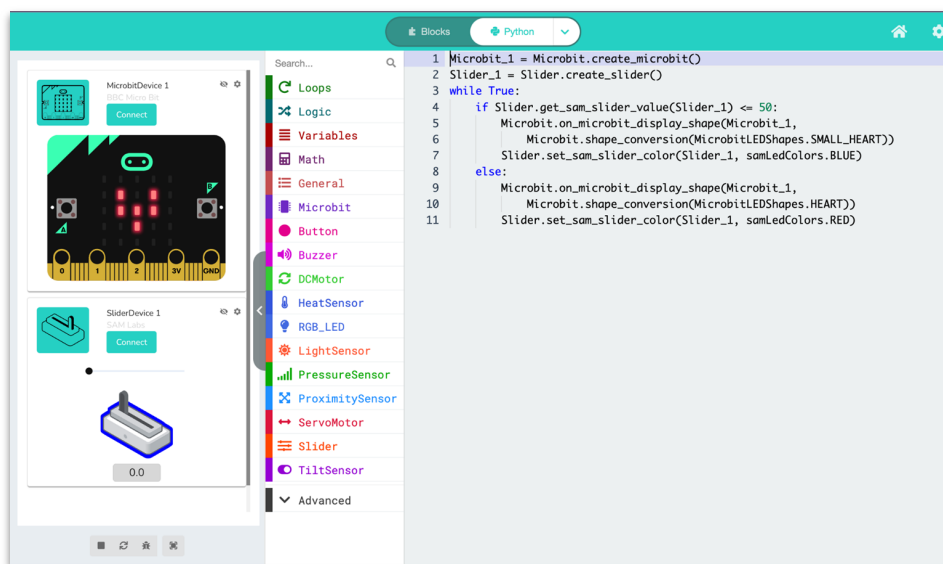 Blocks
Python
MicrobitDevice 1
BBC Micro Bit
Connect
B
A
0 1 2 3V GND
SliderDevice 1
SAM Labs
Connect
0.0
Search...
Loops
Logic
Variables
Math
General
Microbit
Button
Buzzer
DCMotor
HeatSensor
RGB_LED
LightSensor
PressureSensor
ProximitySensor
ServoMotor
Slider
TiltSensor
Advanced
1 Microbit_1 = Microbit.create_microbit()
2 Slider_1 = Slider.create_slider()
3 while True:
4     if Slider.get_sam_slider_value(Slider_1) <= 50:
5         Microbit.on_microbit_display_shape(Microbit_1,
6             Microbit.shape_conversion(MicrobitLEDShapes.SMALL_HEART))
7         Slider.set_sam_slider_color(Slider_1, samLedColors.BLUE)
8     else:
9         Microbit.on_microbit_display_shape(Microbit_1,
10             Microbit.shape_conversion(MicrobitLEDShapes.HEART))
11         Slider.set_sam_slider_color(Slider_1, samLedColors.RED)